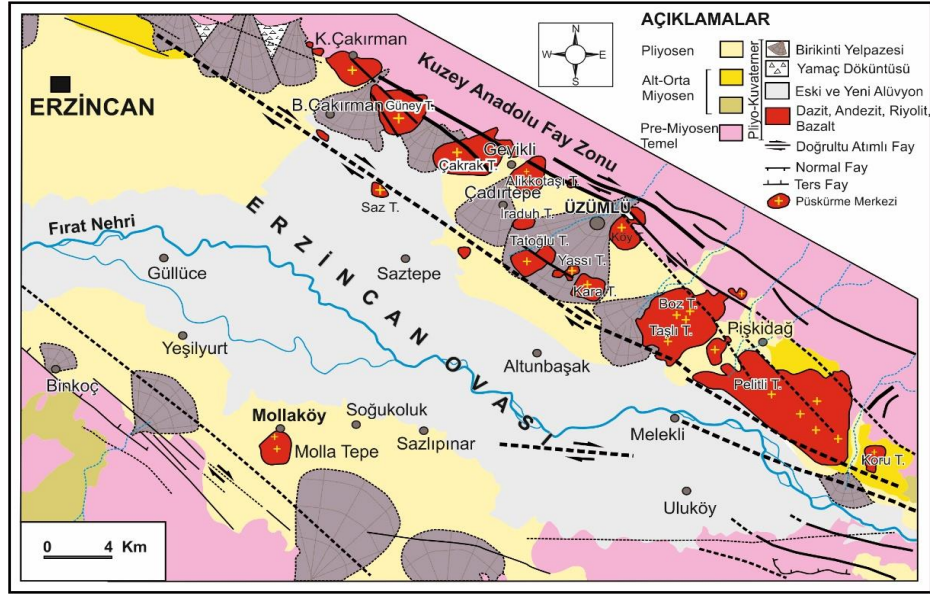 AÇIKLAMALAR
Pliyosen
Alt-Orta
Miyosen
Pre-Miyosen
Temel
Pliyo-Kuvaterner
Birikinti Yelpazesi
Yamaç Döküntüsü
Eski ve Yeni Alüvyon
Dazit, Andezit, Riyolit,
Bazalt
Doğrultu Atımlı Fay
Normal Fay
Ters Fay
Püskürme Merkezi
N
W
E
S
K.Çakırman
Kuzey Anadolu Fay Zonu
ERZİNCAN
B.Çakırman
Güney T.
Geyikli
Çakrak T.
Alikkotaşı T.
Çadırtepe
Saz T.
Iraduh T.
ÜZÜMLÜ
Köy
Fırat Nehri
ERZİNCAN OVASI
Tatoğlu T.
Yassı T.
Kara T.
Güllüce
Saztepe
Boz T.
Taşlı T.
Pişkidağ
Yeşilyurt
Altunbaşak
Pelitli T.
Binkoç
Mollaköy
Soğukoluk
Molla Tepe
Sazlıpınar
Melekli
Koru T.
Uluköy
0 4 Km